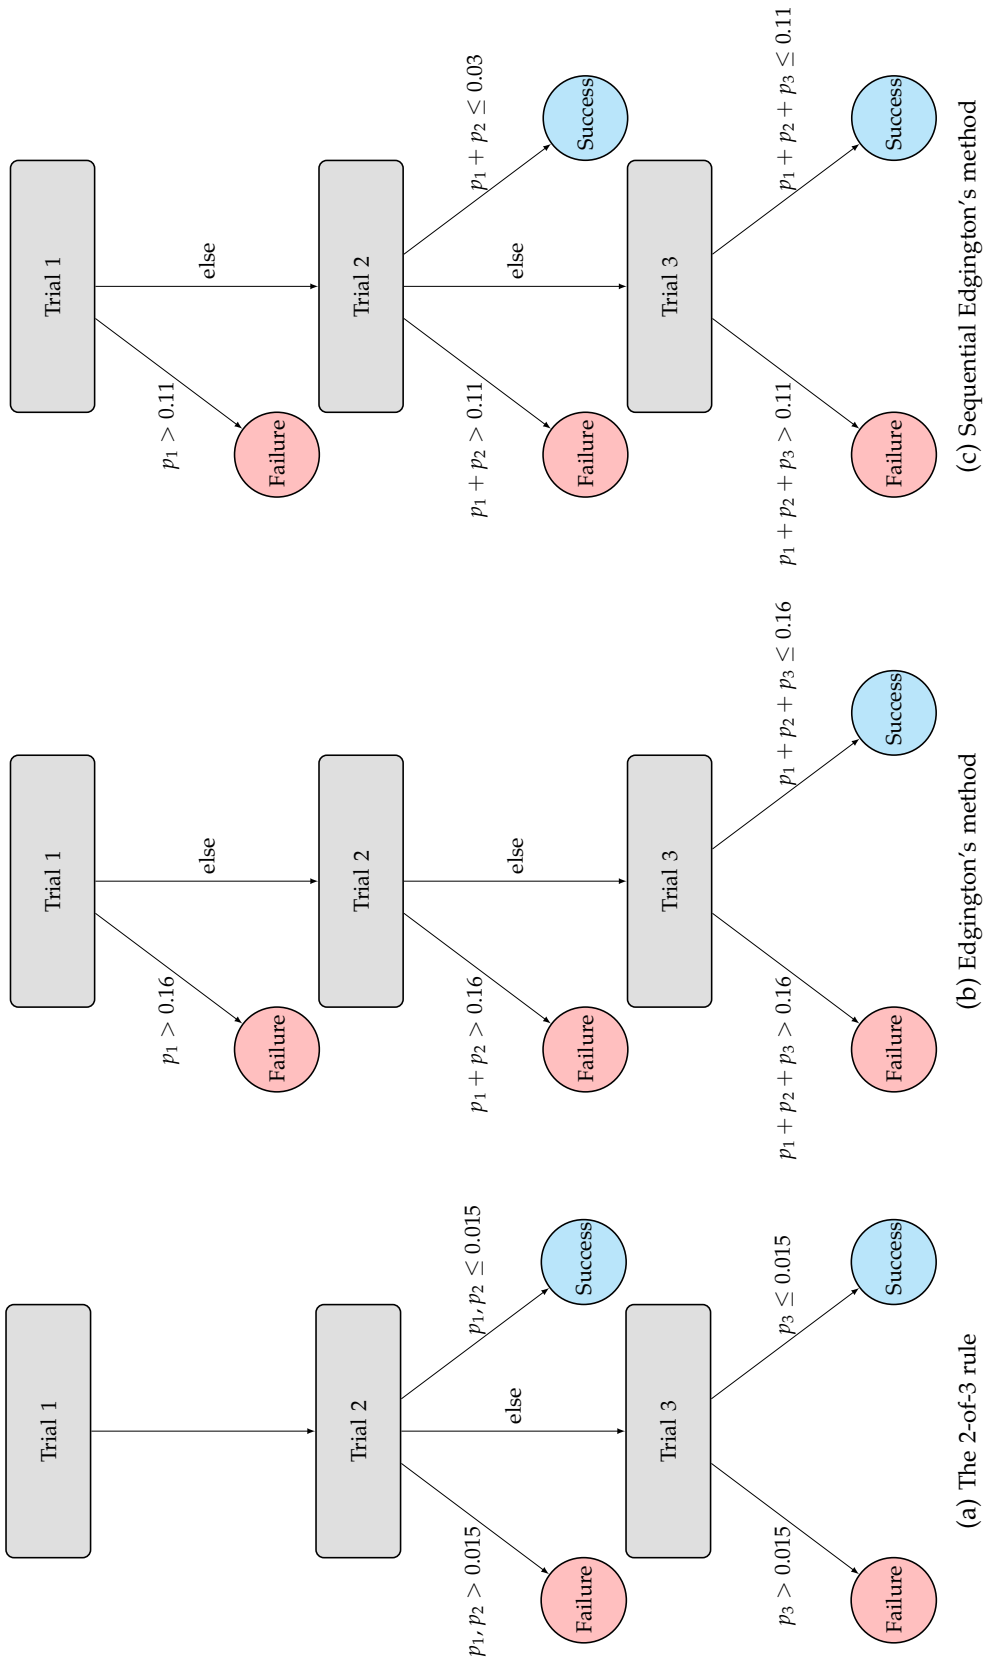 Trial 1
Trial 2
p₁, p₂ > 0.015
p₁, p₂ ≤ 0.015
Failure
else
Success
Trial 3
p₃ > 0.015
p₃ ≤ 0.015
Failure
Success
(a) The 2-of-3 rule
Trial 1
p₁ > 0.16
else
Failure
Trial 2
p₁ + p₂ > 0.16
else
Failure
Trial 3
p₁ + p₂ + p₃ > 0.16
p₁ + p₂ + p₃ ≤ 0.16
Failure
Success
(b) Edgington's method
Trial 1
p₁ > 0.11
else
Failure
Trial 2
p₁ + p₂ > 0.11
p₁ + p₂ ≤ 0.03
Failure
else
Success
Trial 3
p₁ + p₂ + p₃ > 0.11
p₁ + p₂ + p₃ ≤ 0.11
Failure
Success
(c) Sequential Edgington's method